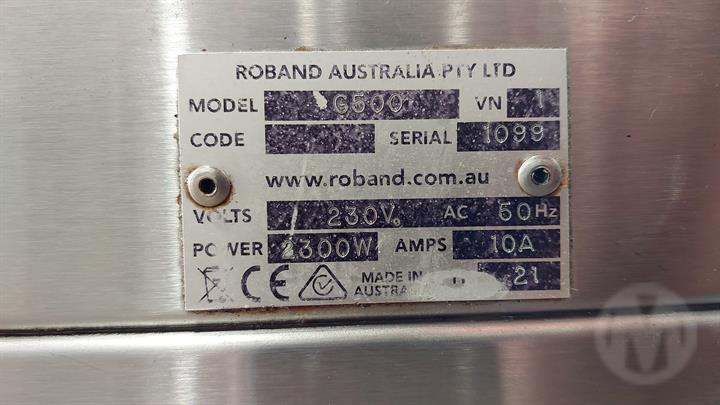 ROBAND AUSTRALIA PTY LTD
MODEL G500 VN 1
CODE SERIAL 1099
www.roband.com.au
VOLTS 230V AC 50Hz
POWER 2300W AMPS 10A
CE MADE IN 21